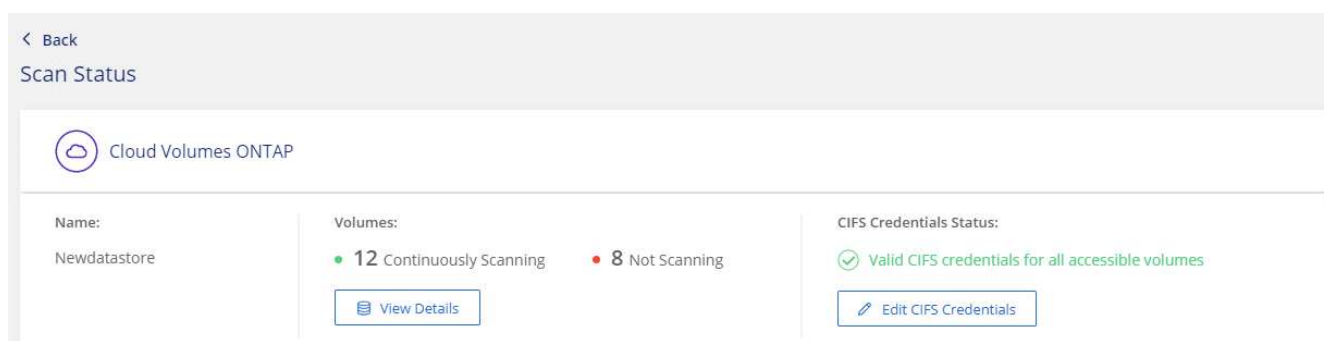 Back
Scan Status
Cloud Volumes ONTAP
Name:
Newdatastore
Volumes:
12 Continuously Scanning
8 Not Scanning
View Details
CIFS Credentials Status:
Valid CIFS credentials for all accessible volumes
Edit CIFS Credentials